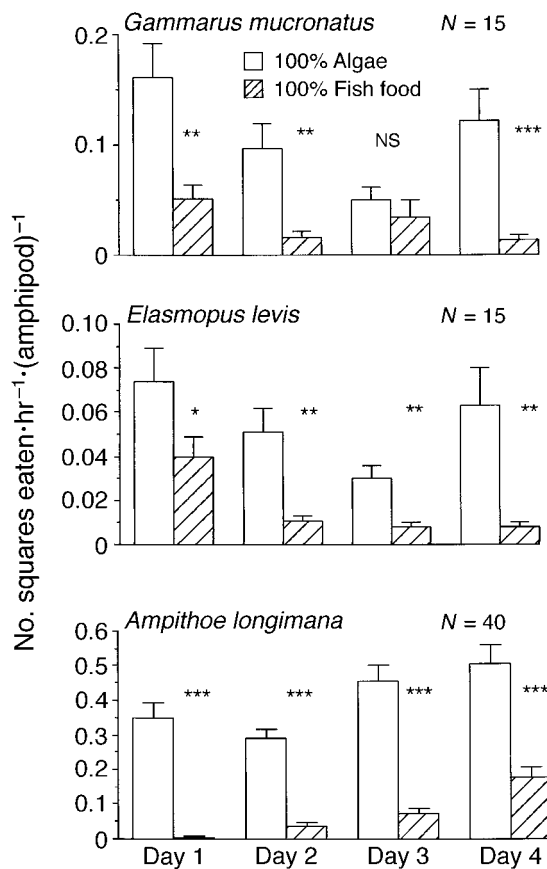 Gammarus mucronatus N = 15
0.2
100% Algae
100% Fish food
** ** NS ***
0.1
0
Elasmopus levis N = 15
0.10
0.08
0.06
0.04
0.02
0
* ** ** **
Ampithoe longimana N = 40
0.6
0.5
0.4
0.3
0.2
0.1
0
*** *** *** ***
Day 1 Day 2 Day 3 Day 4
No. squares eaten·hr⁻¹·(amphipod)⁻¹